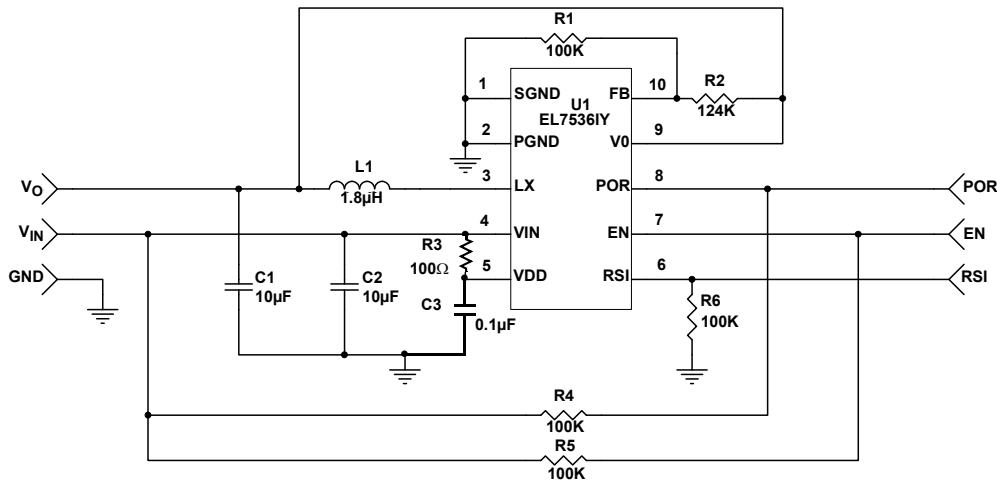 R1
100K
1
SGND
U1
EL7536IY
FB
10
R2
124K
2
PGND
V0
9
VO
L1
1.8µH
3
LX
POR
8
POR
VIN
4
VIN
EN
7
EN
R3
100Ω
GND
5
VDD
RSI
6
RSI
C1
10µF
C2
10µF
C3
0.1µF
R6
100K
R4
100K
R5
100K